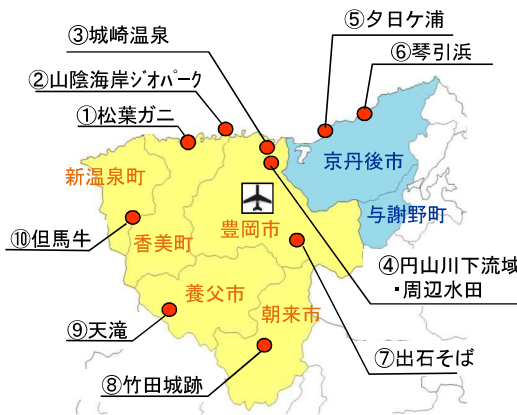 ⑤夕日ケ浦
③城崎温泉
⑥琴引浜
②山陰海岸ｼﾞｵﾊﾟｰｸ
①松葉ガニ
京丹後市
新温泉町
与謝野町
香美町
豊岡市
⑩但馬牛
④円山川下流域
・周辺水田
養父市
朝来市
⑨天滝
⑦出石そば
⑧竹田城跡